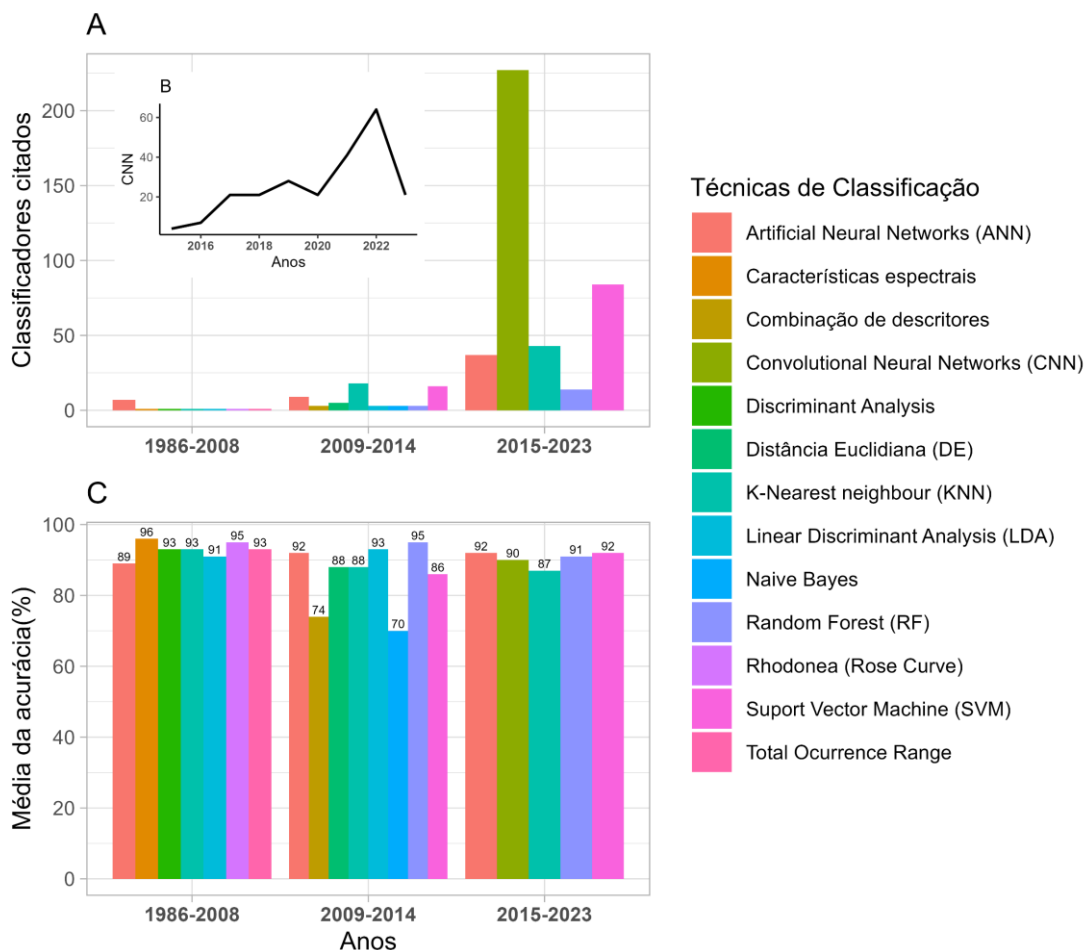 A
Classificadores citados
200
150
100
50
0
B
CNN
60
40
20
2016 2018 2020 2022
Anos
1986-2008 2009-2014 2015-2023
C
Média da acurácia(%)
100
80
60
40
20
0
89 96 93 93 91 95 93
92 74 88 88 93 70 95 86
92 90 87 91 92
1986-2008 2009-2014 2015-2023
Anos
Técnicas de Classificação
Artificial Neural Networks (ANN)
Características espectrais
Combinação de descritores
Convolutional Neural Networks (CNN)
Discriminant Analysis
Distância Euclidiana (DE)
K-Nearest neighbour (KNN)
Linear Discriminant Analysis (LDA)
Naive Bayes
Random Forest (RF)
Rhodonea (Rose Curve)
Suport Vector Machine (SVM)
Total Ocurrence Range